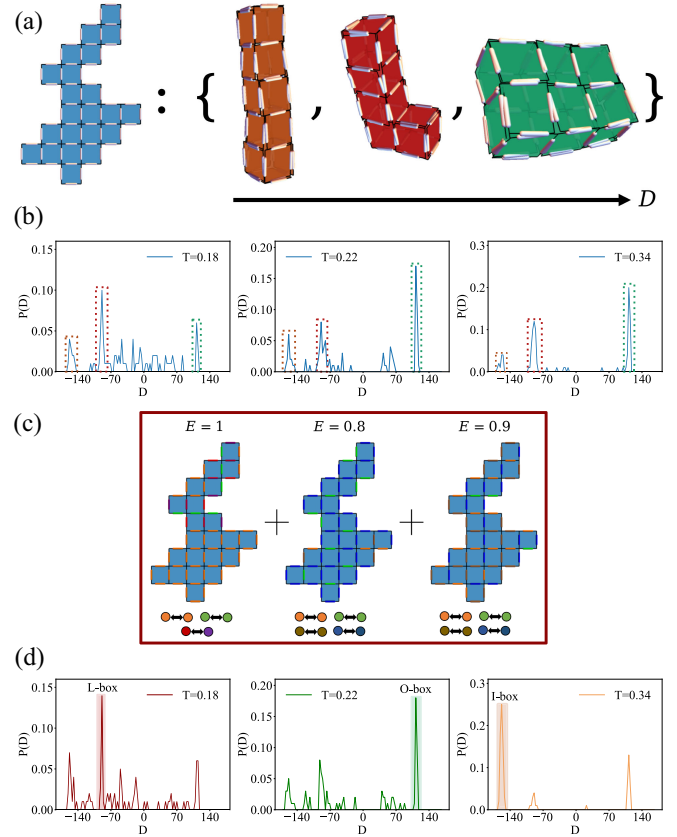 (a)
: { , , }
D
(b)
T=0.18
T=0.22
T=0.34
0.15
0.10
0.05
0.00
P(D)
−140 −70 0 70 140
D
0.20
0.15
0.10
0.05
0.00
P(D)
−140 −70 0 70 140
D
0.3
0.2
0.1
0.0
P(D)
−140 −70 0 70 140
D
(c)
E = 1
E = 0.8
E = 0.9
+ +
(d)
L-box
T=0.18
0.15
0.10
0.05
0.00
P(D)
−140 −70 0 70 140
D
O-box
T=0.22
0.20
0.15
0.10
0.05
0.00
P(D)
−140 −70 0 70 140
D
I-box
T=0.34
0.3
0.2
0.1
0.0
P(D)
−140 −70 0 70 140
D